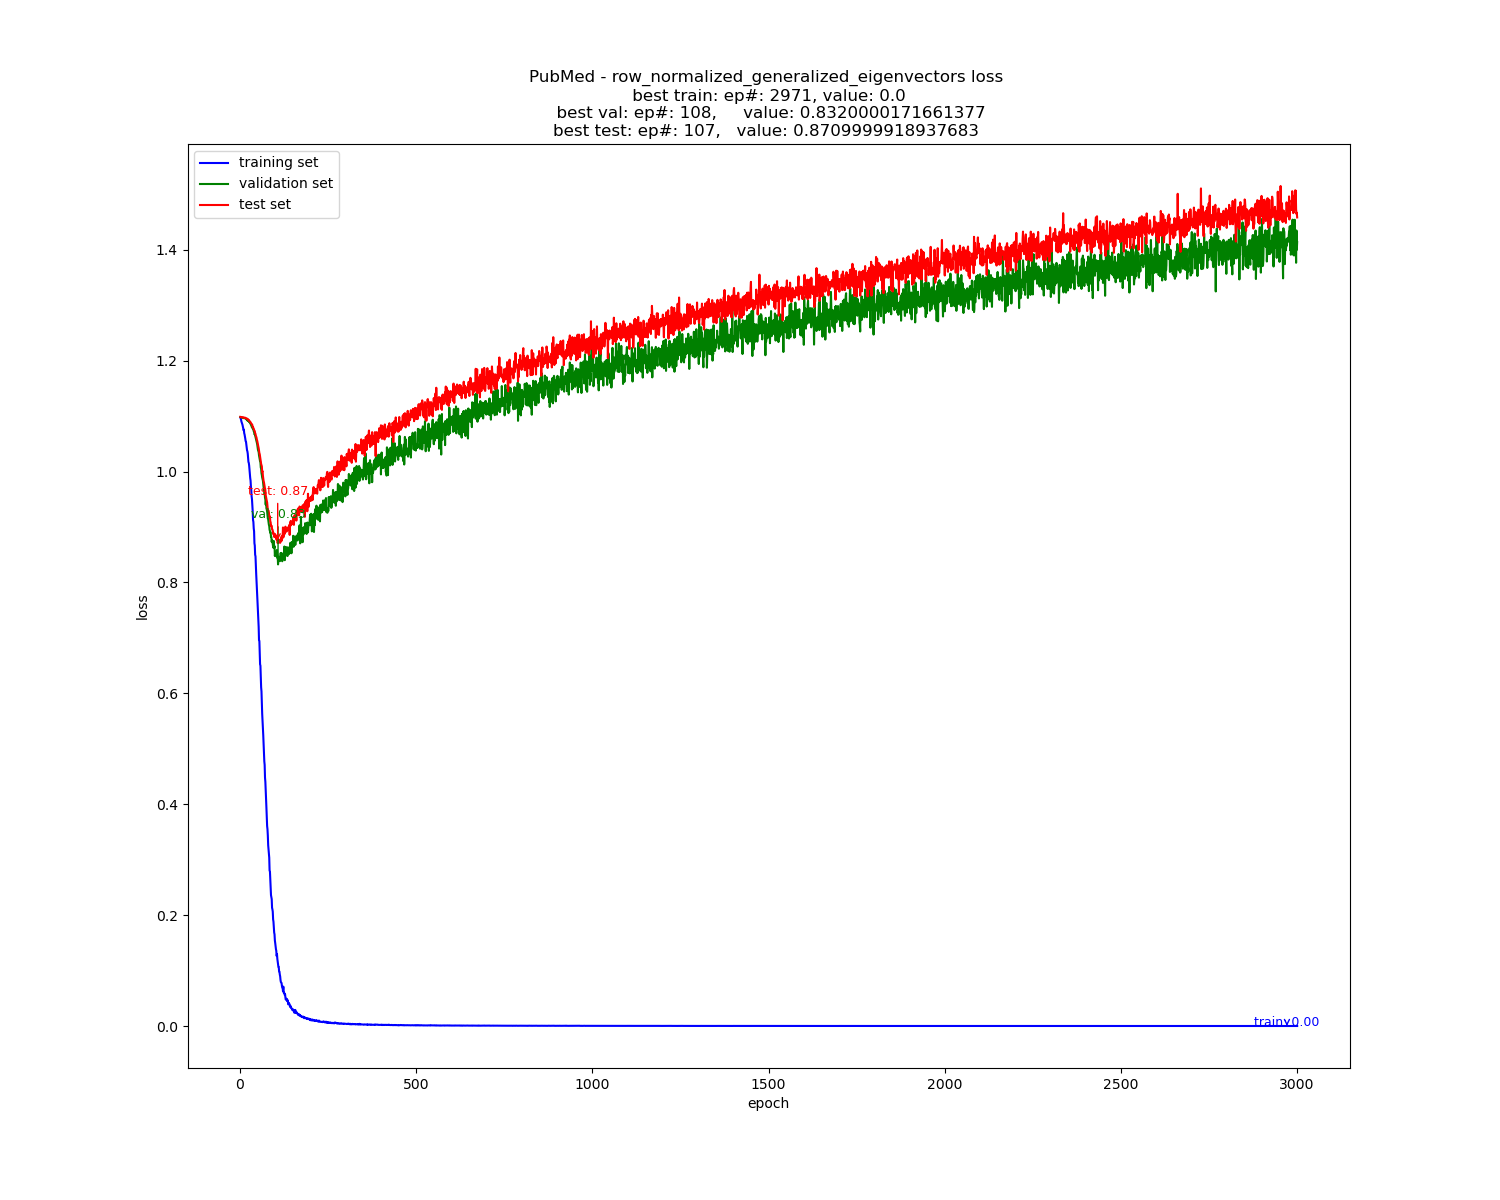 PubMed - row_normalized_generalized_eigenvectors loss
best train: ep#: 2971, value: 0.0
best val: ep#: 108, value: 0.8320000171661377
best test: ep#: 107, value: 0.8709999918937683
training set
validation set
test set
1.4
1.2
1.0
0.8
0.6
0.4
0.2
0.0
loss
test: 0.87
val: 0.83
train: 0.00
0
500
1000
1500
2000
2500
3000
epoch